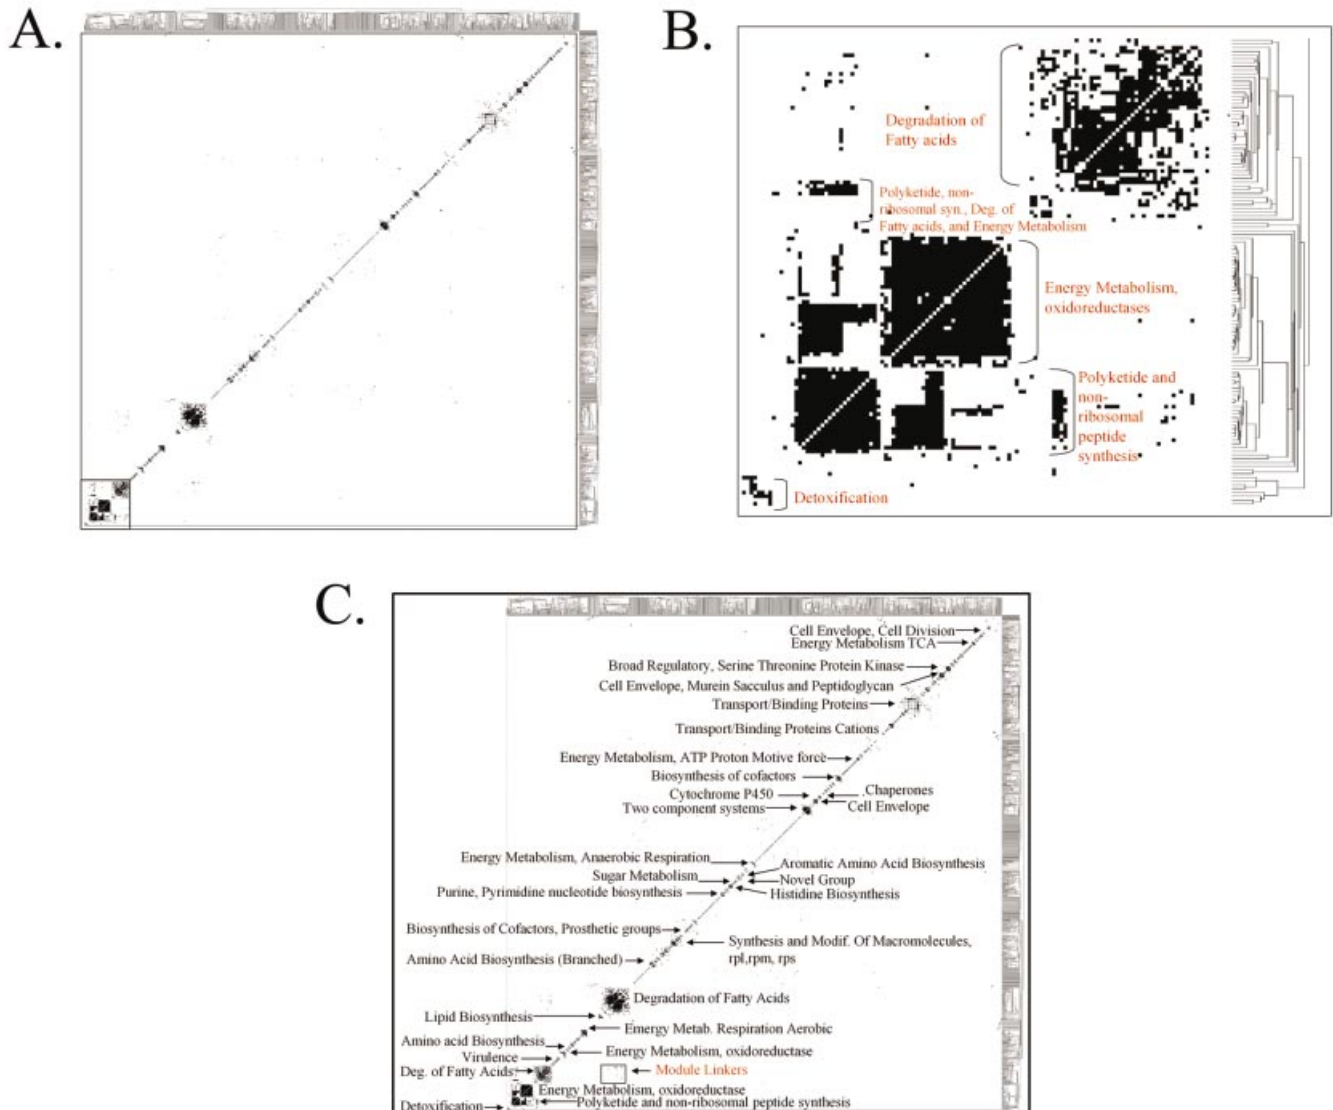 A.
B.
Degradation of
Fatty acids
Polyketide, non-
ribosomal syn., Deg. of
Fatty acids, and Energy Metabolism
Energy Metabolism,
oxidoreductases
Polyketide and
non-
ribosomal
peptide
synthesis
Detoxification
C.
Cell Envelope, Cell Division
Energy Metabolism TCA
Broad Regulatory, Serine Threonine Protein Kinase
Cell Envelope, Murein Sacculus and Peptidoglycan
Transport/Binding Proteins
Transport/Binding Proteins Cations
Energy Metabolism, ATP Proton Motive force
Biosynthesis of cofactors
Cytochrome P450
Chaperones
Two component systems
Cell Envelope
Energy Metabolism, Anaerobic Respiration
Aromatic Amino Acid Biosynthesis
Sugar Metabolism
Novel Group
Purine, Pyrimidine nucleotide biosynthesis
Histidine Biosynthesis
Biosynthesis of Cofactors, Prosthetic groups
Synthesis and Modif. Of Macromolecules,
rpl,rpm, rps
Amino Acid Biosynthesis (Branched)
Degradation of Fatty Acids
Lipid Biosynthesis
Emergy Metab. Respiration Aerobic
Amino acid Biosynthesis
Energy Metabolism, oxidoreductase
Virulence
Deg. of Fatty Acids
Module Linkers
Energy Metabolism, oxidoreductase
Polyketide and non-ribosomal peptide synthesis
Detoxification